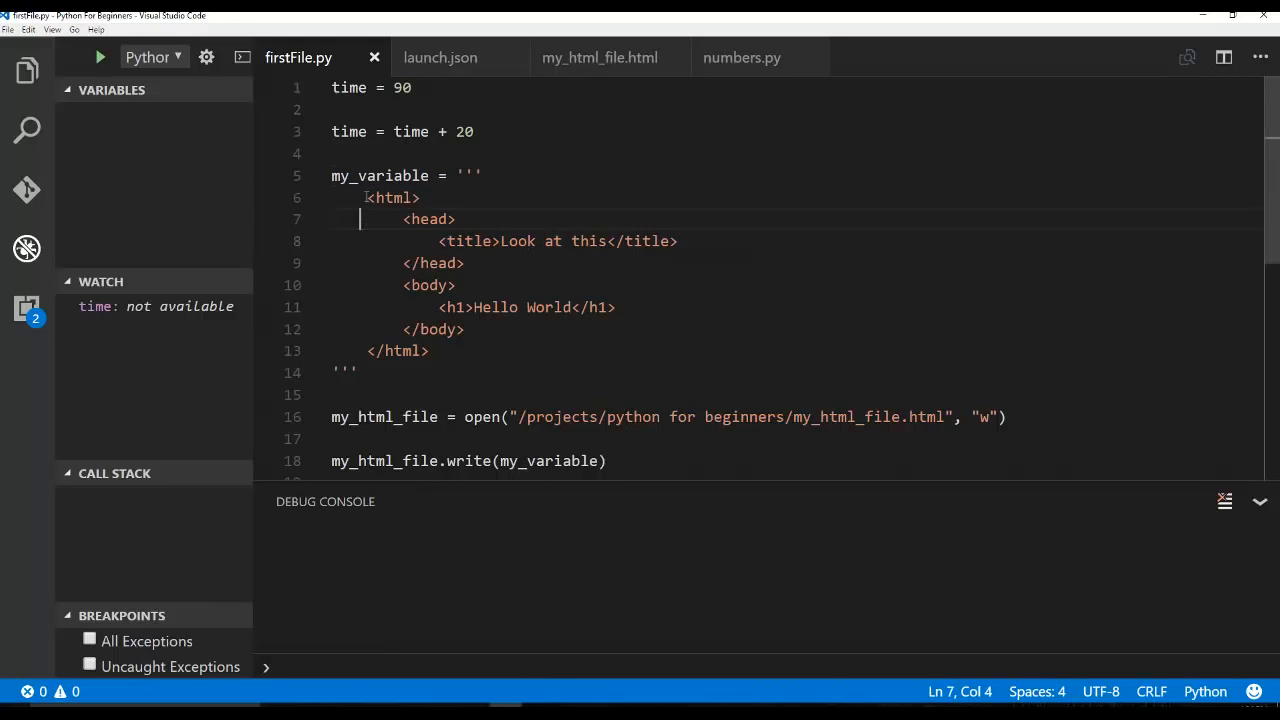 firstFile.py - Python For Beginners - Visual Studio Code
File Edit View Go Help
Python firstFile.py launch.json my_html_file.html numbers.py
VARIABLES
WATCH
time: not available
CALL STACK
BREAKPOINTS
All Exceptions
Uncaught Exceptions
1 time = 90
2
3 time = time + 20
4
5 my_variable = '''
6 <html>
7 <head>
8 <title>Look at this</title>
9 </head>
10 <body>
11 <h1>Hello World</h1>
12 </body>
13 </html>
14 '''
15
16 my_html_file = open("/projects/python for beginners/my_html_file.html", "w")
17
18 my_html_file.write(my_variable)
DEBUG CONSOLE
2
0 0 Ln 7, Col 4 Spaces: 4 UTF-8 CRLF Python